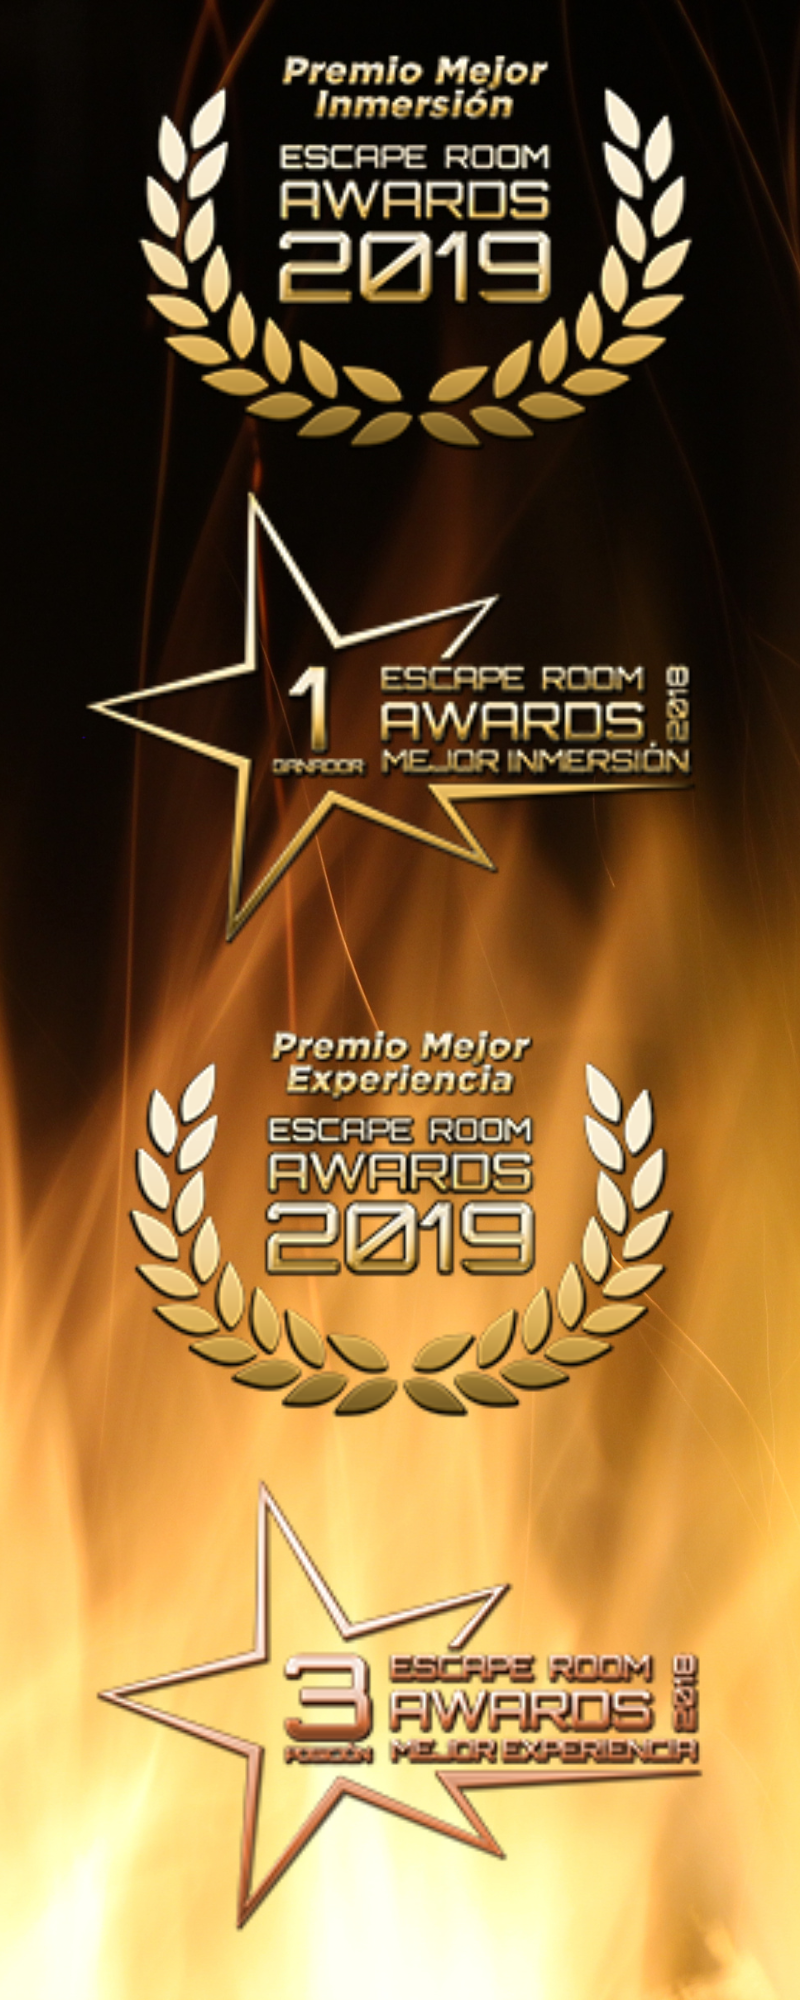 Premio Mejor
Inmersión
ESCAPE ROOM
AWARDS
2019
1
GANADOR
ESCAPE ROOM
AWARDS
MEJOR INMERSIÓN
2018
Premio Mejor
Experiencia
ESCAPE ROOM
AWARDS
2019
3
POSICIÓN
ESCAPE ROOM
AWARDS
MEJOR EXPERIENCIA
2018